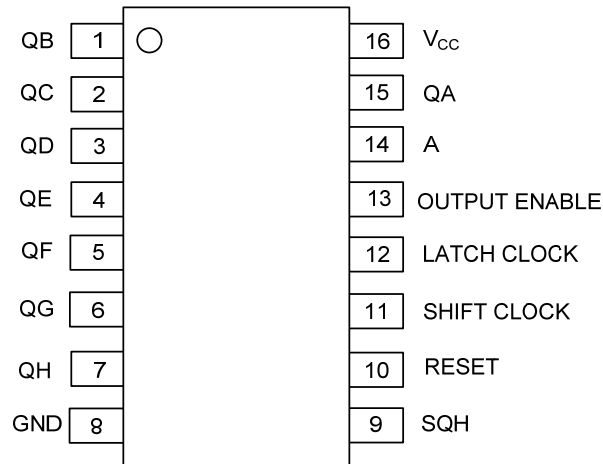 QB 1 16 VCC
QC 2 15 QA
QD 3 14 A
QE 4 13 OUTPUT ENABLE
QF 5 12 LATCH CLOCK
QG 6 11 SHIFT CLOCK
QH 7 10 RESET
GND 8 9 SQH